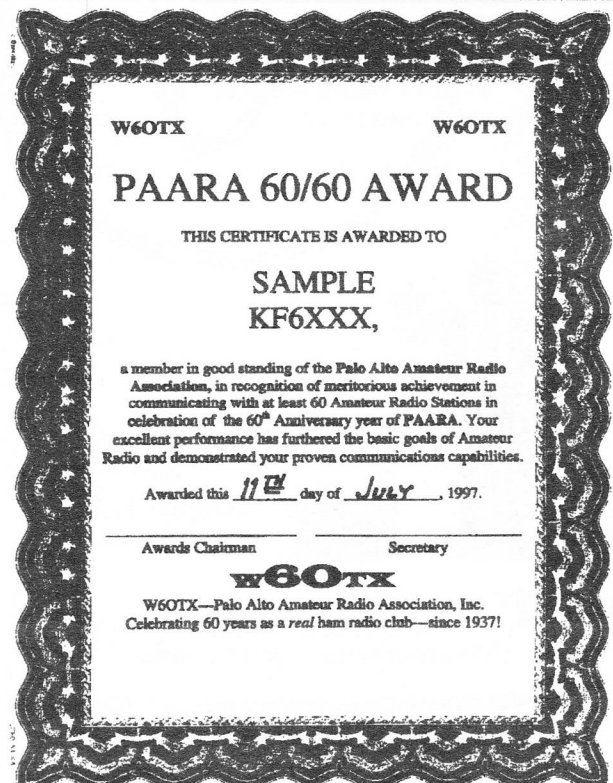 W6OTX W6OTX
PAARA 60/60 AWARD
THIS CERTIFICATE IS AWARDED TO
SAMPLE
KF6XXX,
a member in good standing of the Palo Alto Amateur Radio
Association, in recognition of meritorious achievement in
communicating with at least 60 Amateur Radio Stations in
celebration of the 60th Anniversary year of PAARA. Your
excellent performance has furthered the basic goals of Amateur
Radio and demonstrated your proven communications capabilities.
Awarded this 11TH day of JULY, 1997.
Awards Chairman Secretary
W6OTX
W6OTX—Palo Alto Amateur Radio Association, Inc.
Celebrating 60 years as a real ham radio club—since 1937!